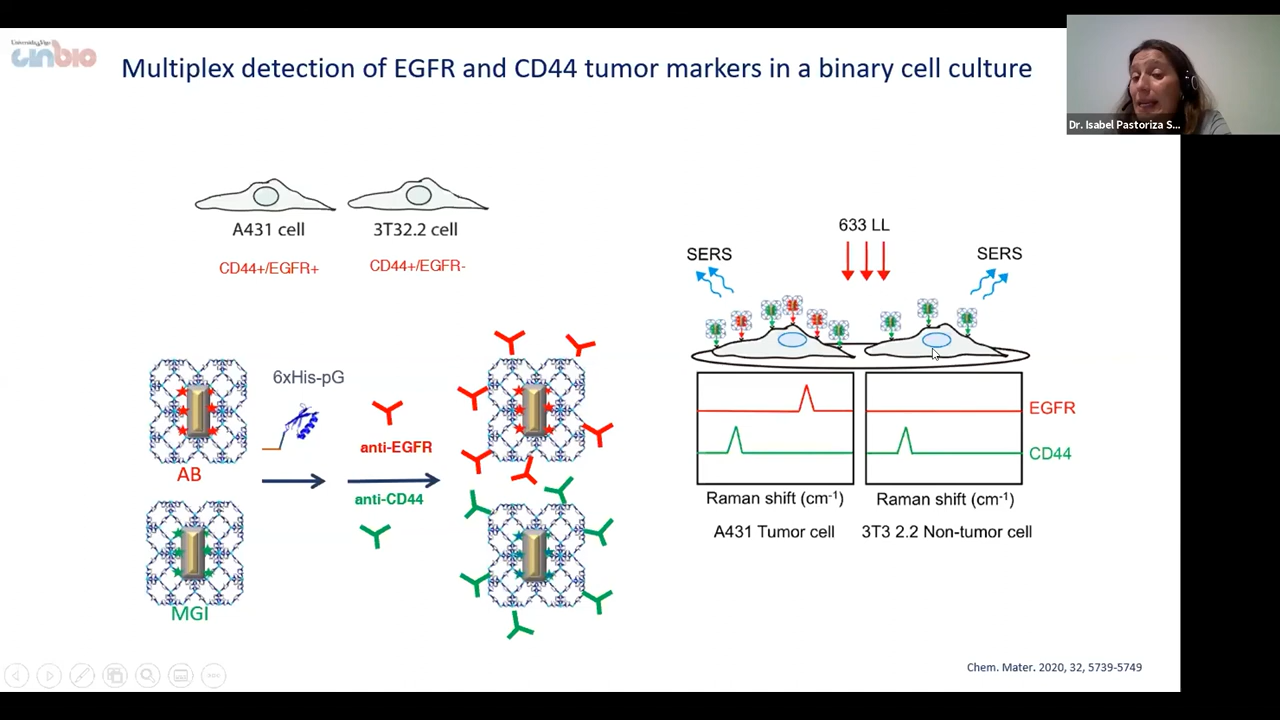 Universidade Vigo
cinbio
Multiplex detection of EGFR and CD44 tumor markers in a binary cell culture
Dr. Isabel Pastoriza S...
A431 cell
3T32.2 cell
CD44+/EGFR+
CD44+/EGFR-
6xHis-pG
anti-EGFR
AB
anti-CD44
MGI
633 LL
SERS
SERS
EGFR
CD44
Raman shift (cm-1)
Raman shift (cm-1)
A431 Tumor cell
3T3 2.2 Non-tumor cell
Chem. Mater. 2020, 32, 5739-5749